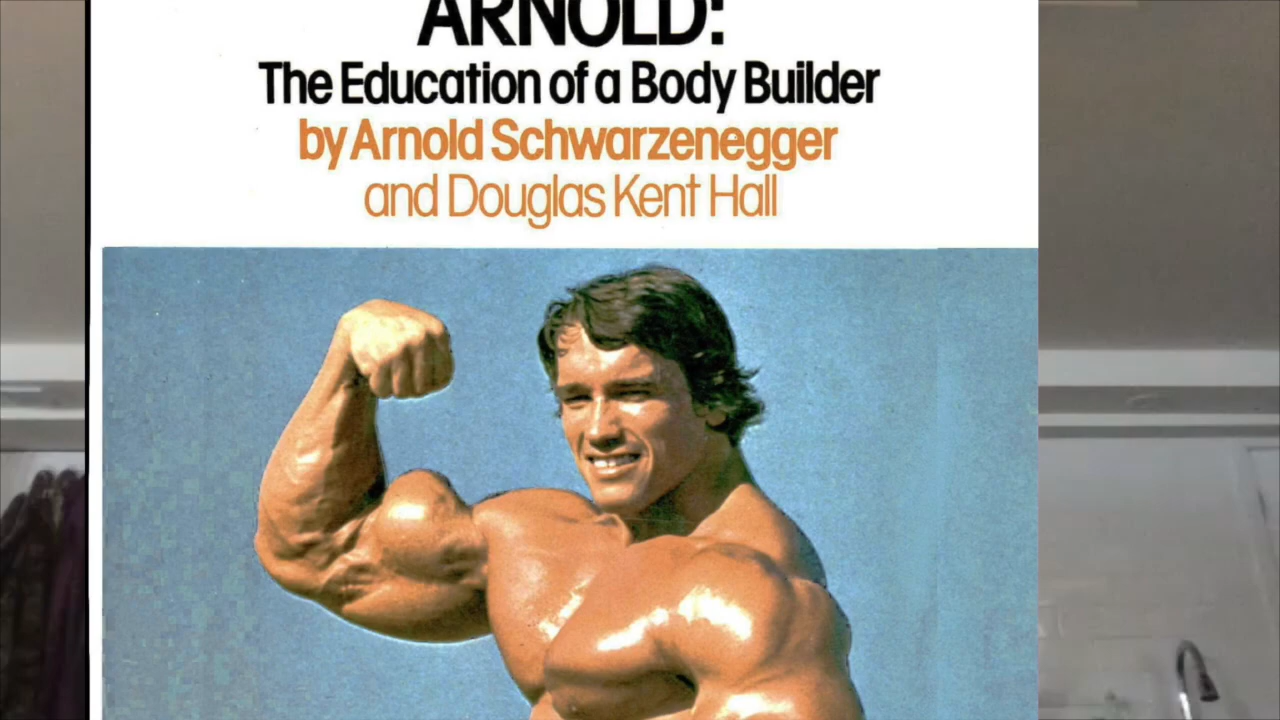 ARNOLD:
The Education of a Body Builder
by Arnold Schwarzenegger
and Douglas Kent Hall